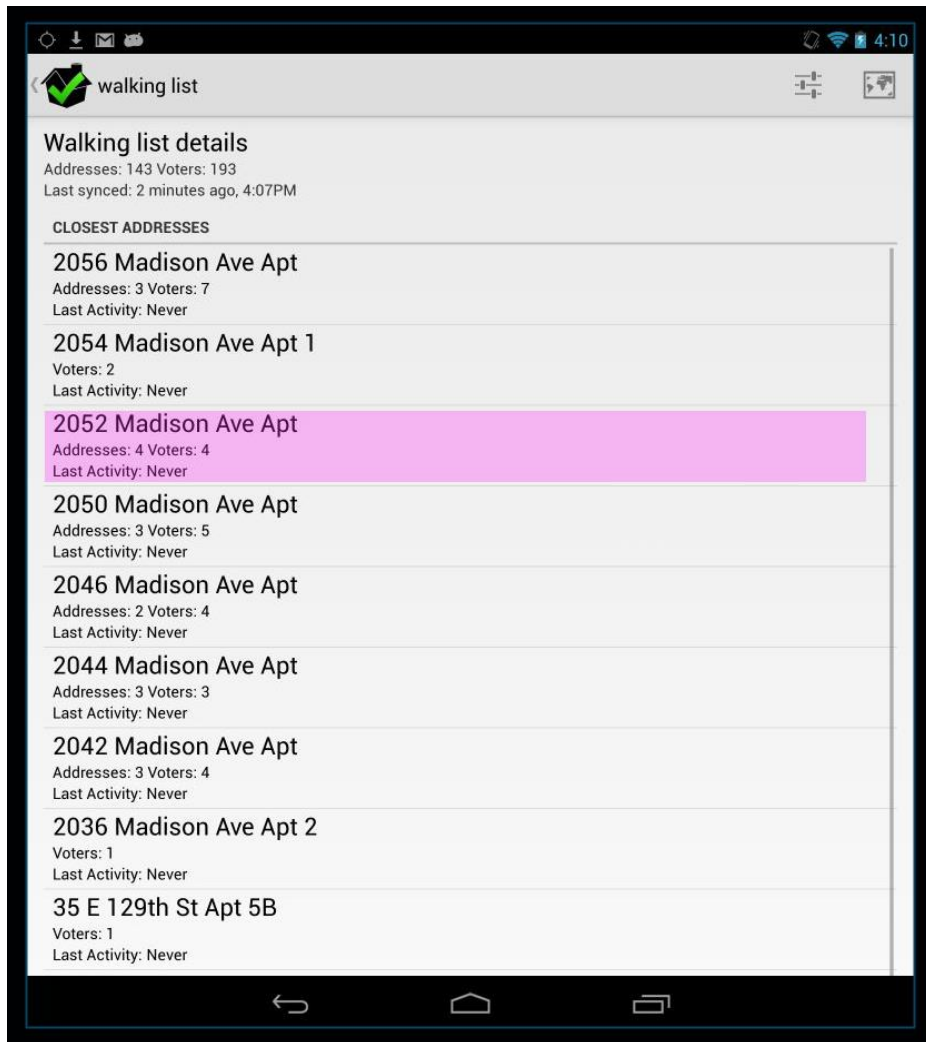 4:10
walking list
Walking list details
Addresses: 143 Voters: 193
Last synced: 2 minutes ago, 4:07PM
CLOSEST ADDRESSES
2056 Madison Ave Apt
Addresses: 3 Voters: 7
Last Activity: Never
2054 Madison Ave Apt 1
Voters: 2
Last Activity: Never
2052 Madison Ave Apt
Addresses: 4 Voters: 4
Last Activity: Never
2050 Madison Ave Apt
Addresses: 3 Voters: 5
Last Activity: Never
2046 Madison Ave Apt
Addresses: 2 Voters: 4
Last Activity: Never
2044 Madison Ave Apt
Addresses: 3 Voters: 3
Last Activity: Never
2042 Madison Ave Apt
Addresses: 3 Voters: 4
Last Activity: Never
2036 Madison Ave Apt 2
Voters: 1
Last Activity: Never
35 E 129th St Apt 5B
Voters: 1
Last Activity: Never